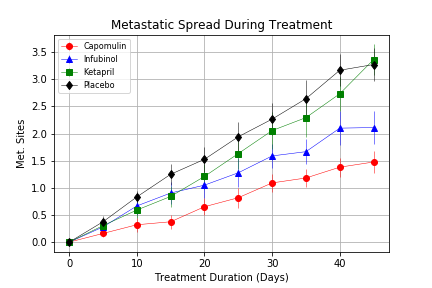 Metastatic Spread During Treatment
Capomulin
Infubinol
Ketapril
Placebo
3.5
3.0
2.5
2.0
1.5
1.0
0.5
0.0
Met. Sites
0 10 20 30 40
Treatment Duration (Days)